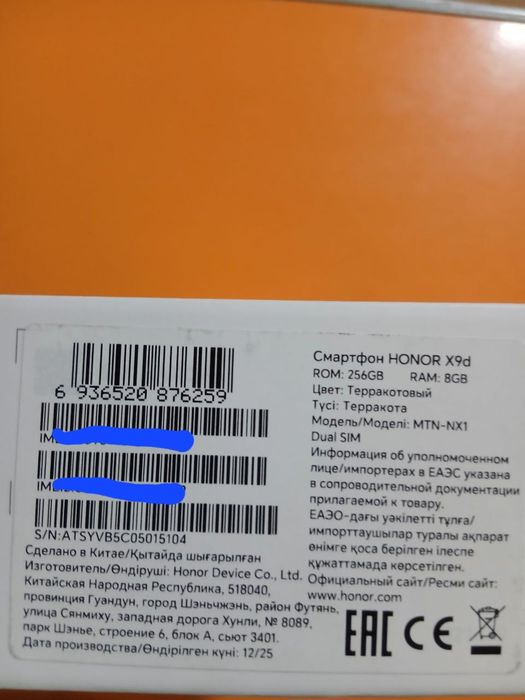 6 936520 876259
S/N:ATSYVB5C05015104
Сделано в Китае/Қытайда шығарылған
Изготовитель/Өндіруші: Honor Device Co., Ltd.
Китайская Народная Республика, 518040,
провинция Гуандун, город Шэньчжэнь, район Футянь,
улица Сянмиху, западная дорога Хунли, № 8089,
парк Шэнье, строение 6, блок А, сьют 3401.
Дата производства/Өндірілген күні: 12/25
Смартфон HONOR X9d
ROM: 256GB RAM: 8GB
Цвет: Терракотовый
Түсі: Терракота
Модель/Моделі: MTN-NX1
Dual SIM
Информация об уполномоченном
лице/импортерах в ЕАЭС указана
в сопроводительной документации
прилагаемой к товару.
ЕАЭО-дағы уәкілетті тұлға/
импорттаушылар туралы ақпарат
өнімге қоса берілген ілеспе
құжаттамада көрсетілген.
Официальный сайт/Ресми сайт:
www.honor.com
EAC CE